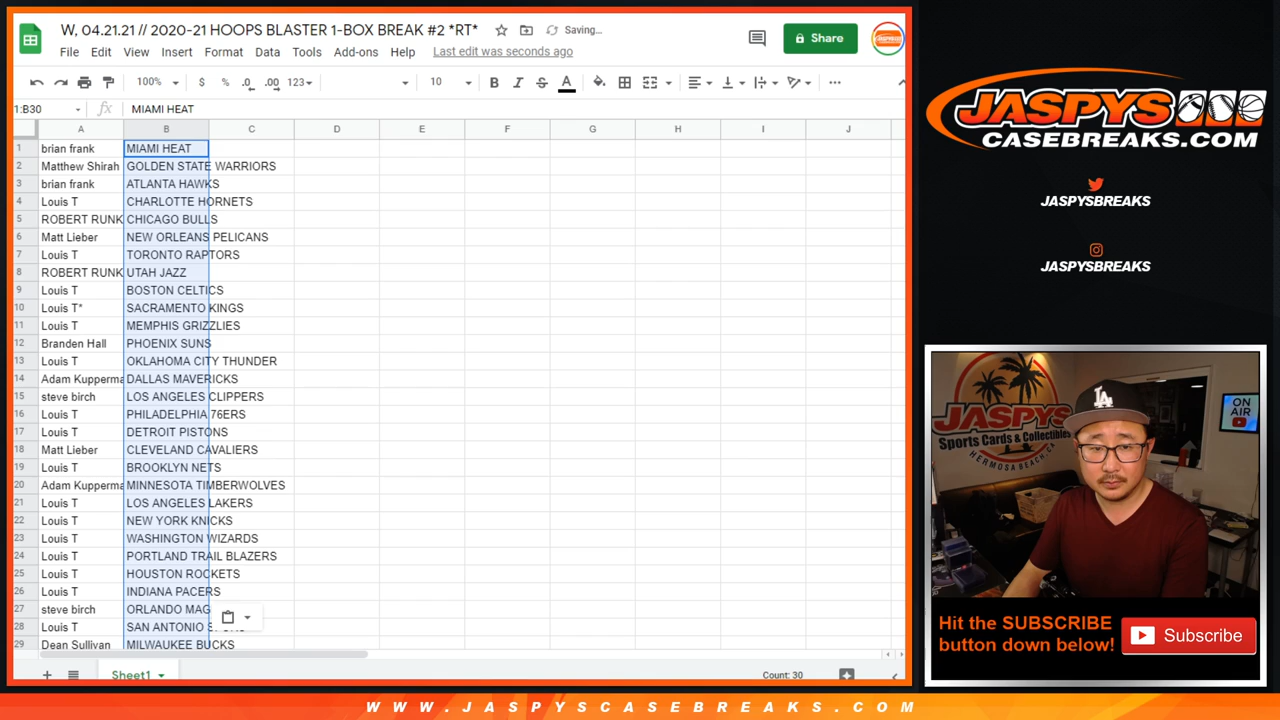 W, 04.21.21 // 2020-21 HOOPS BLASTER 1-BOX BREAK #2 *RT* Saving...
File Edit View Insert Format Data Tools Add-ons Help Last edit was seconds ago
Share
100% $ % .0 .00 123 10 B I S A
1:B30 fx MIAMI HEAT
A B C D E F G H I J
1 brian frank MIAMI HEAT
2 Matthew Shirah GOLDEN STATE WARRIORS
3 brian frank ATLANTA HAWKS
4 Louis T CHARLOTTE HORNETS
5 ROBERT RUNK CHICAGO BULLS
6 Matt Lieber NEW ORLEANS PELICANS
7 Louis T TORONTO RAPTORS
8 ROBERT RUNK UTAH JAZZ
9 Louis T BOSTON CELTICS
10 Louis T* SACRAMENTO KINGS
11 Louis T MEMPHIS GRIZZLIES
12 Branden Hall PHOENIX SUNS
13 Louis T OKLAHOMA CITY THUNDER
14 Adam Kupperma DALLAS MAVERICKS
15 steve birch LOS ANGELES CLIPPERS
16 Louis T PHILADELPHIA 76ERS
17 Louis T DETROIT PISTONS
18 Matt Lieber CLEVELAND CAVALIERS
19 Louis T BROOKLYN NETS
20 Adam Kupperma MINNESOTA TIMBERWOLVES
21 Louis T LOS ANGELES LAKERS
22 Louis T NEW YORK KNICKS
23 Louis T WASHINGTON WIZARDS
24 Louis T PORTLAND TRAIL BLAZERS
25 Louis T HOUSTON ROCKETS
26 Louis T INDIANA PACERS
27 steve birch ORLANDO MAG
28 Louis T SAN ANTONIO
29 Dean Sullivan MILWAUKEE BUCKS
Sheet1 Count: 30
JASPYS
CASEBREAKS.COM
JASPYSBREAKS
JASPYSBREAKS
JASPYS
Sports Cards & Collectibles
HERMOSA BEACH, CA
LA
ON
AIR
Hit the SUBSCRIBE
button down below!
Subscribe
WWW.JASPYSCASEBREAKS.COM